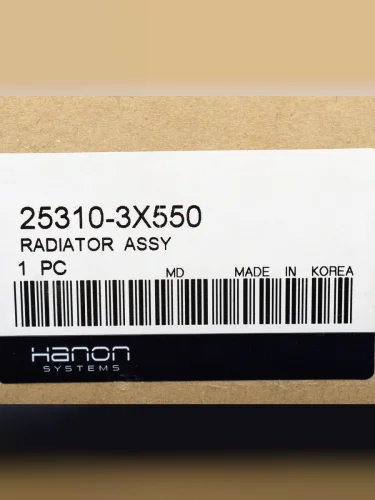 25310-3X550
RADIATOR ASSY
1 PC
MD MADE IN KOREA
Hanon
SYSTEMS